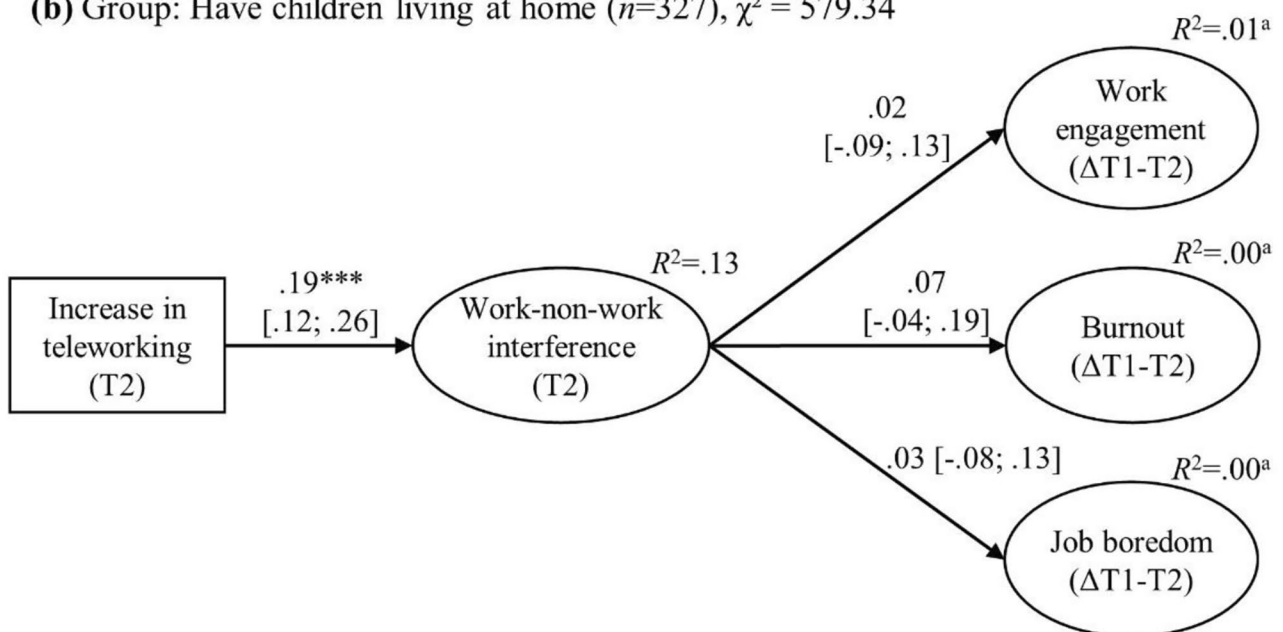 (b) Group: Have children living at home (n=327), χ² = 579.34
R²=.01ᵃ
Work
engagement
(ΔT1-T2)
.02
[-.09; .13]
R²=.00ᵃ
Burnout
(ΔT1-T2)
.07
[-.04; .19]
R²=.13
Work-non-work
interference
(T2)
.19***
[.12; .26]
Increase in
teleworking
(T2)
.03 [-.08; .13]
R²=.00ᵃ
Job boredom
(ΔT1-T2)